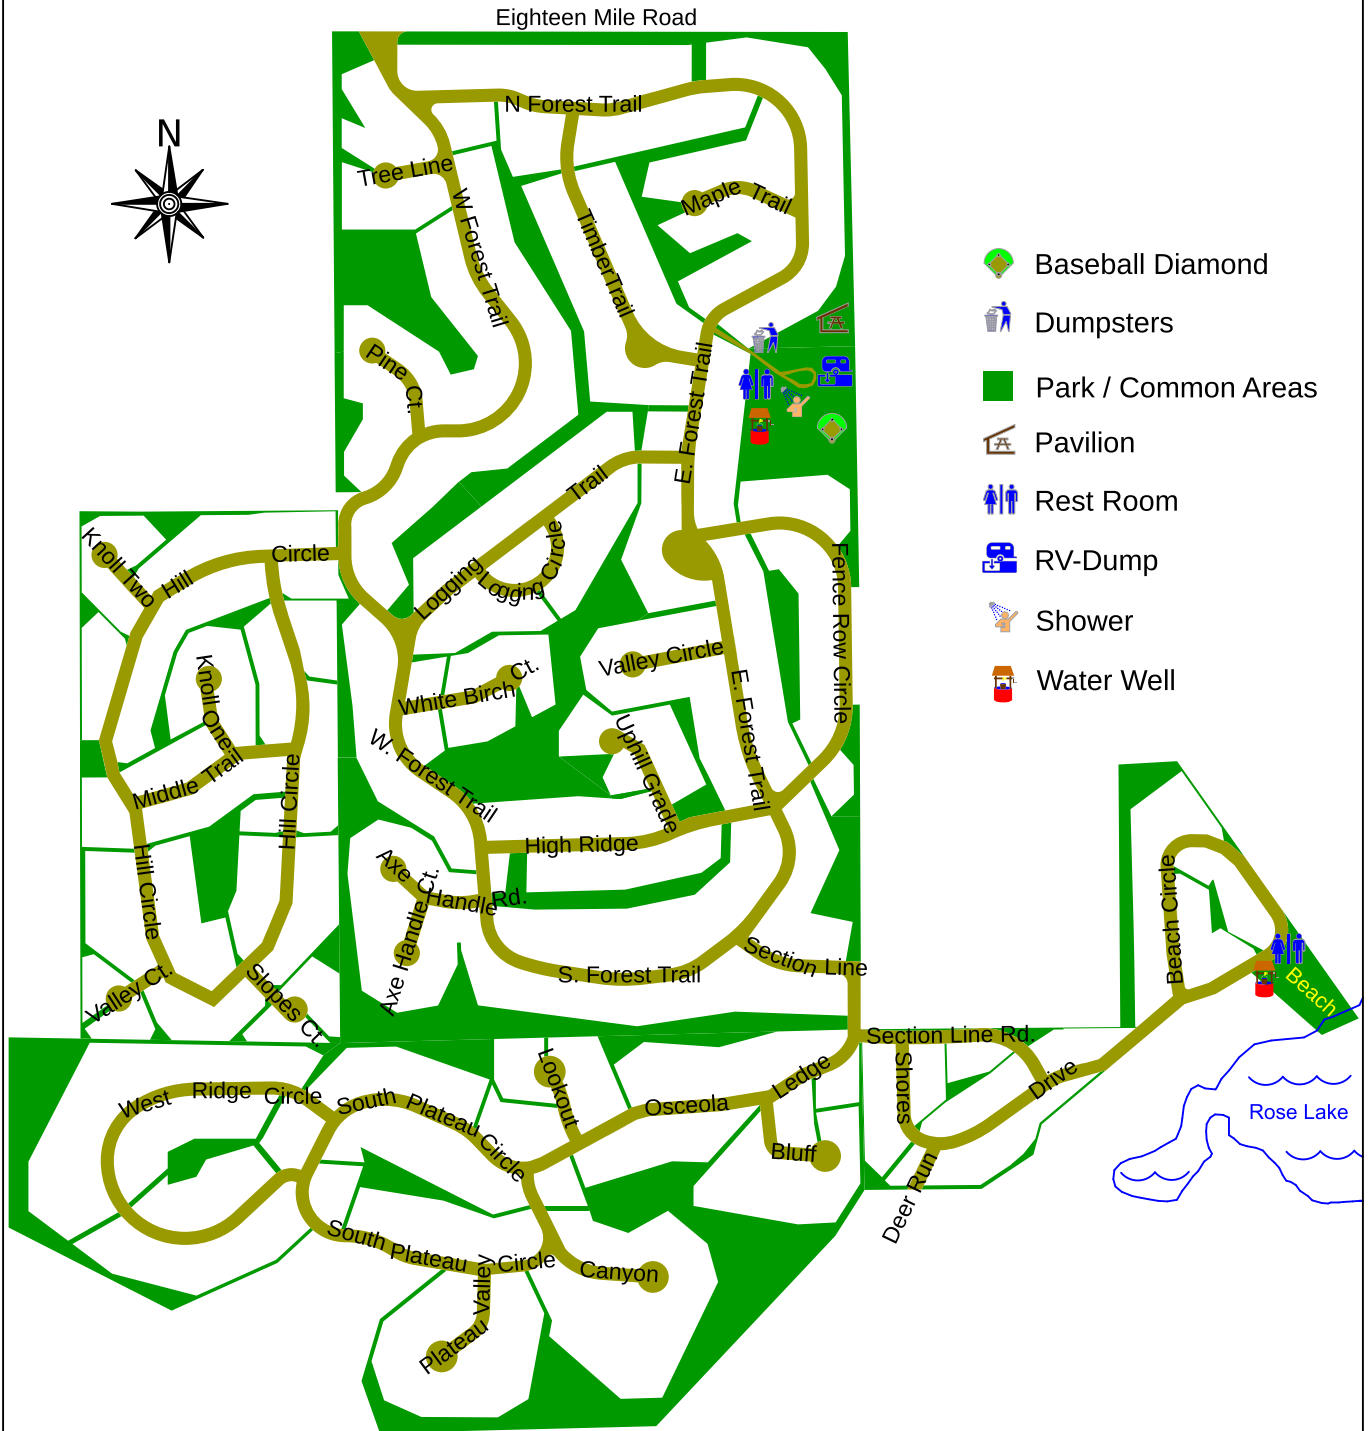 Eighteen Mile Road
N Forest Trail
N
Tree Line
Maple Trail
W Forest Trail
TimberTrail
Baseball Diamond
Dumpsters
Pine Ct.
E. Forest Trail
Park / Common Areas
Pavilion
Logging Trail
Rest Room
Knoll Two
Hill Circle
Logging Circle
Fence Row Circle
RV-Dump
Shower
Knoll One
Valley Circle
White Birch Ct.
E. Forest Trail
Water Well
Middle Trail
Hill Circle
W. Forest Trail
Uphill Grade
High Ridge
Hill Circle
Axe Ct.
Handle Rd.
Axe Handle Ct.
Section Line
Beach Circle
Valley Ct.
Slopes Ct.
S. Forest Trail
Beach
Section Line Rd.
Lookout
Ledge
Shores
Drive
West Ridge Circle
South Plateau Circle
Osceola
Rose Lake
Bluff
Deer Run
South Plateau Circle
Canyon
Plateau Valley